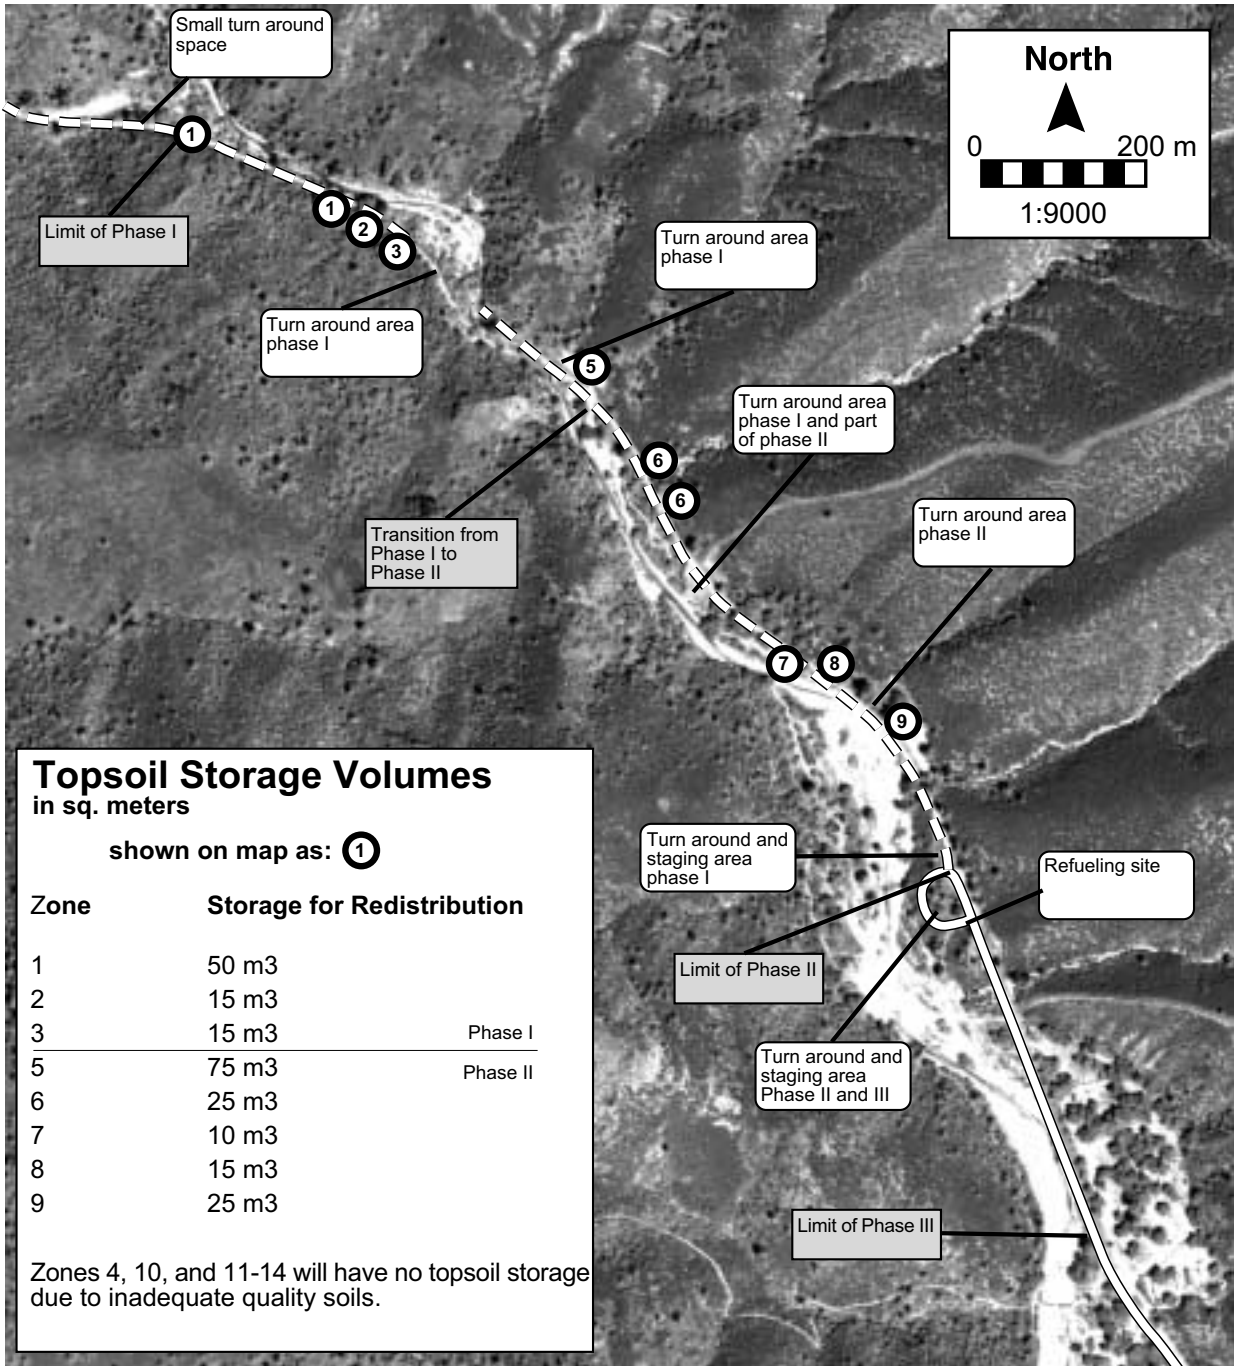 Small turn around
space
North
0 200 m
1:9000
1
Limit of Phase I
1
2
3
Turn around area
phase I
Turn around area
phase I
5
Turn around area
phase I and part
of phase II
6
6
Transition from
Phase I to
Phase II
Turn around area
phase II
7
8
9
Topsoil Storage Volumes
in sq. meters
shown on map as: 1
Zone Storage for Redistribution
1 50 m3
2 15 m3
3 15 m3 Phase I
5 75 m3 Phase II
6 25 m3
7 10 m3
8 15 m3
9 25 m3
Zones 4, 10, and 11-14 will have no topsoil storage
due to inadequate quality soils.
Turn around and
staging area
phase I
Refueling site
Limit of Phase II
Turn around and
staging area
Phase II and III
Limit of Phase III